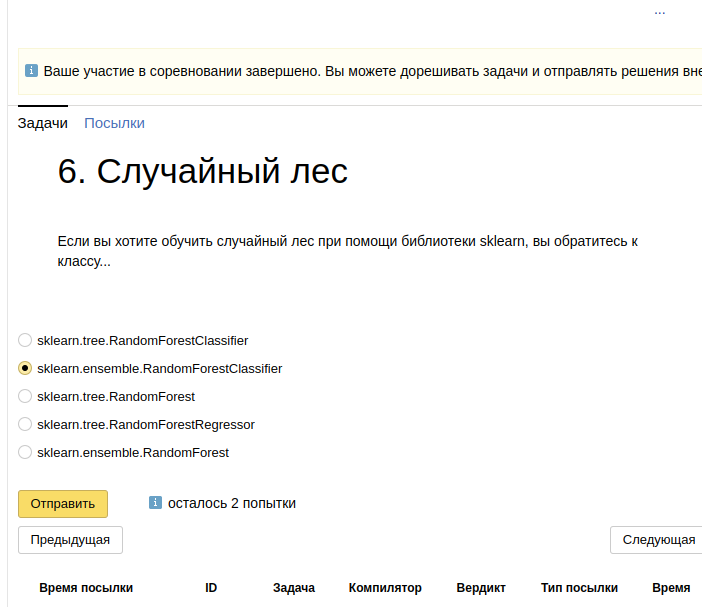 ...
Ваше участие в соревновании завершено. Вы можете дорешивать задачи и отправлять решения вне
Задачи Посылки
6. Случайный лес
Если вы хотите обучить случайный лес при помощи библиотеки sklearn, вы обратитесь к
классу...
sklearn.tree.RandomForestClassifier
sklearn.ensemble.RandomForestClassifier
sklearn.tree.RandomForest
sklearn.tree.RandomForestRegressor
sklearn.ensemble.RandomForest
Отправить i осталось 2 попытки
Предыдущая Следующая
Время посылки ID Задача Компилятор Вердикт Тип посылки Время